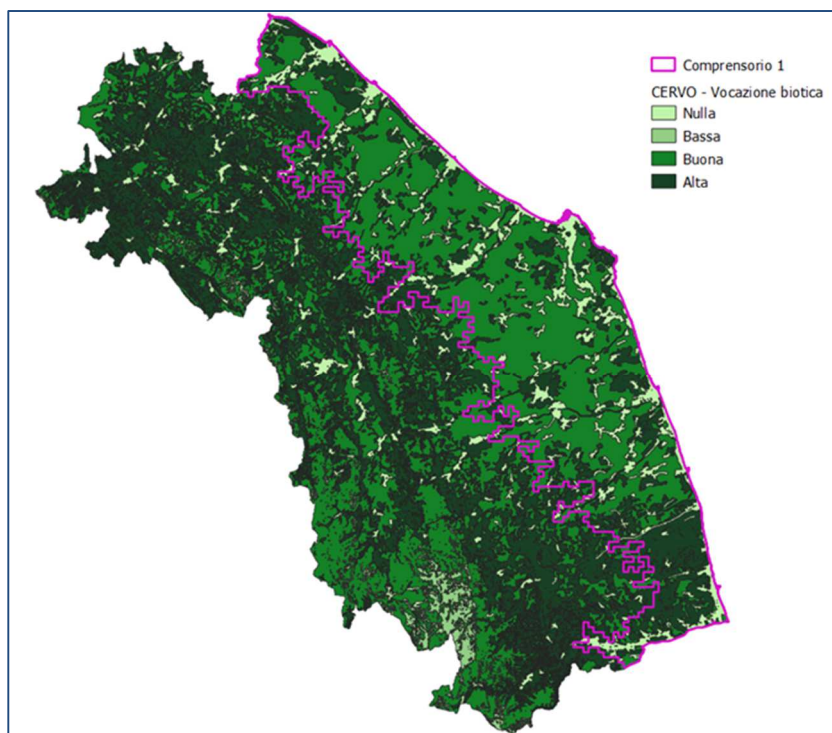 Comprensorio 1
CERVO - Vocazione biotica
Nulla
Bassa
Buona
Alta